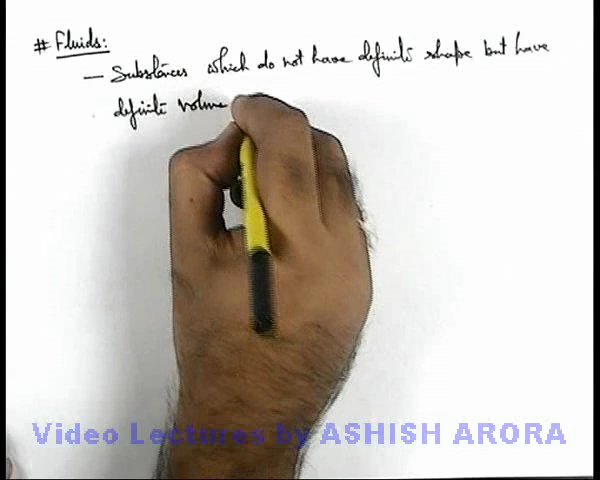 # Fluids:
— Substances which do not have definite shape but have
definite volume
Video Lectures by ASHISH ARORA